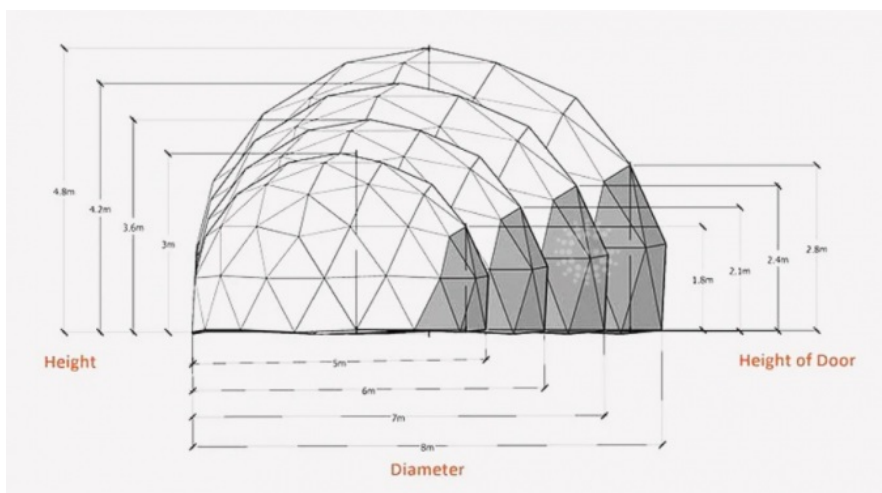 4.8m
4.2m
3.6m
3m
1.8m
2.1m
2.4m
2.8m
Height
Height of Door
5m
6m
7m
8m
Diameter